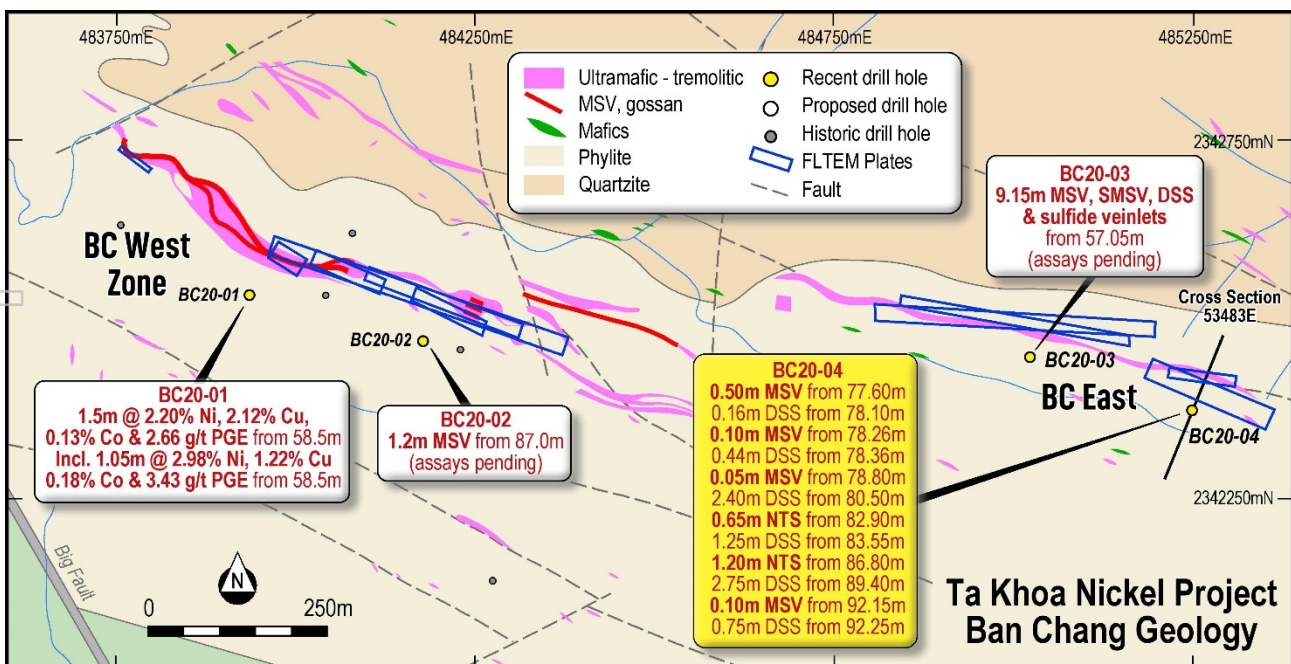 483750mE
484250mE
484750mE
485250mE
Ultramafic - tremolitic
MSV, gossan
Mafics
Phylite
Quartzite
Recent drill hole
Proposed drill hole
Historic drill hole
FLTEM Plates
Fault
2342750mN
BC20-03
9.15m MSV, SMSV, DSS
& sulfide veinlets
from 57.05m
(assays pending)
BC West
Zone
BC20-01
BC20-02
Cross Section
53483E
BC20-03
BC East
BC20-04
BC20-01
1.5m @ 2.20% Ni, 2.12% Cu,
0.13% Co & 2.66 g/t PGE from 58.5m
Incl. 1.05m @ 2.98% Ni, 1.22% Cu
0.18% Co & 3.43 g/t PGE from 58.5m
BC20-02
1.2m MSV from 87.0m
(assays pending)
BC20-04
0.50m MSV from 77.60m
0.16m DSS from 78.10m
0.10m MSV from 78.26m
0.44m DSS from 78.36m
0.05m MSV from 78.80m
2.40m DSS from 80.50m
0.65m NTS from 82.90m
1.25m DSS from 83.55m
1.20m NTS from 86.80m
2.75m DSS from 89.40m
0.10m MSV from 92.15m
0.75m DSS from 92.25m
2342250mN
Big Fault
N
0 250m
Ta Khoa Nickel Project
Ban Chang Geology